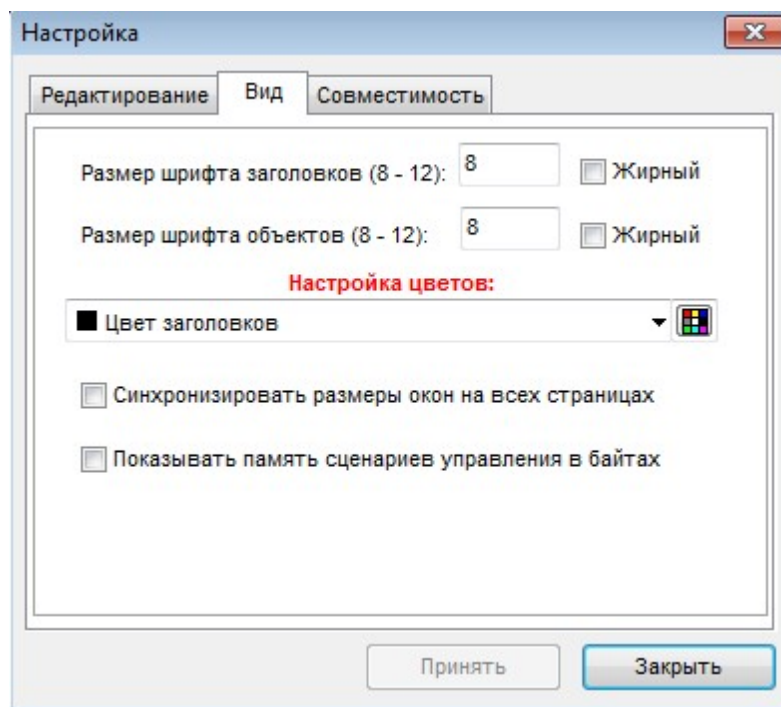 Настройка
Редактирование Вид Совместимость
Размер шрифта заголовков (8 - 12): 8 Жирный
Размер шрифта объектов (8 - 12): 8 Жирный
Настройка цветов:
Цвет заголовков
Синхронизировать размеры окон на всех страницах
Показывать память сценариев управления в байтах
Принять Закрыть